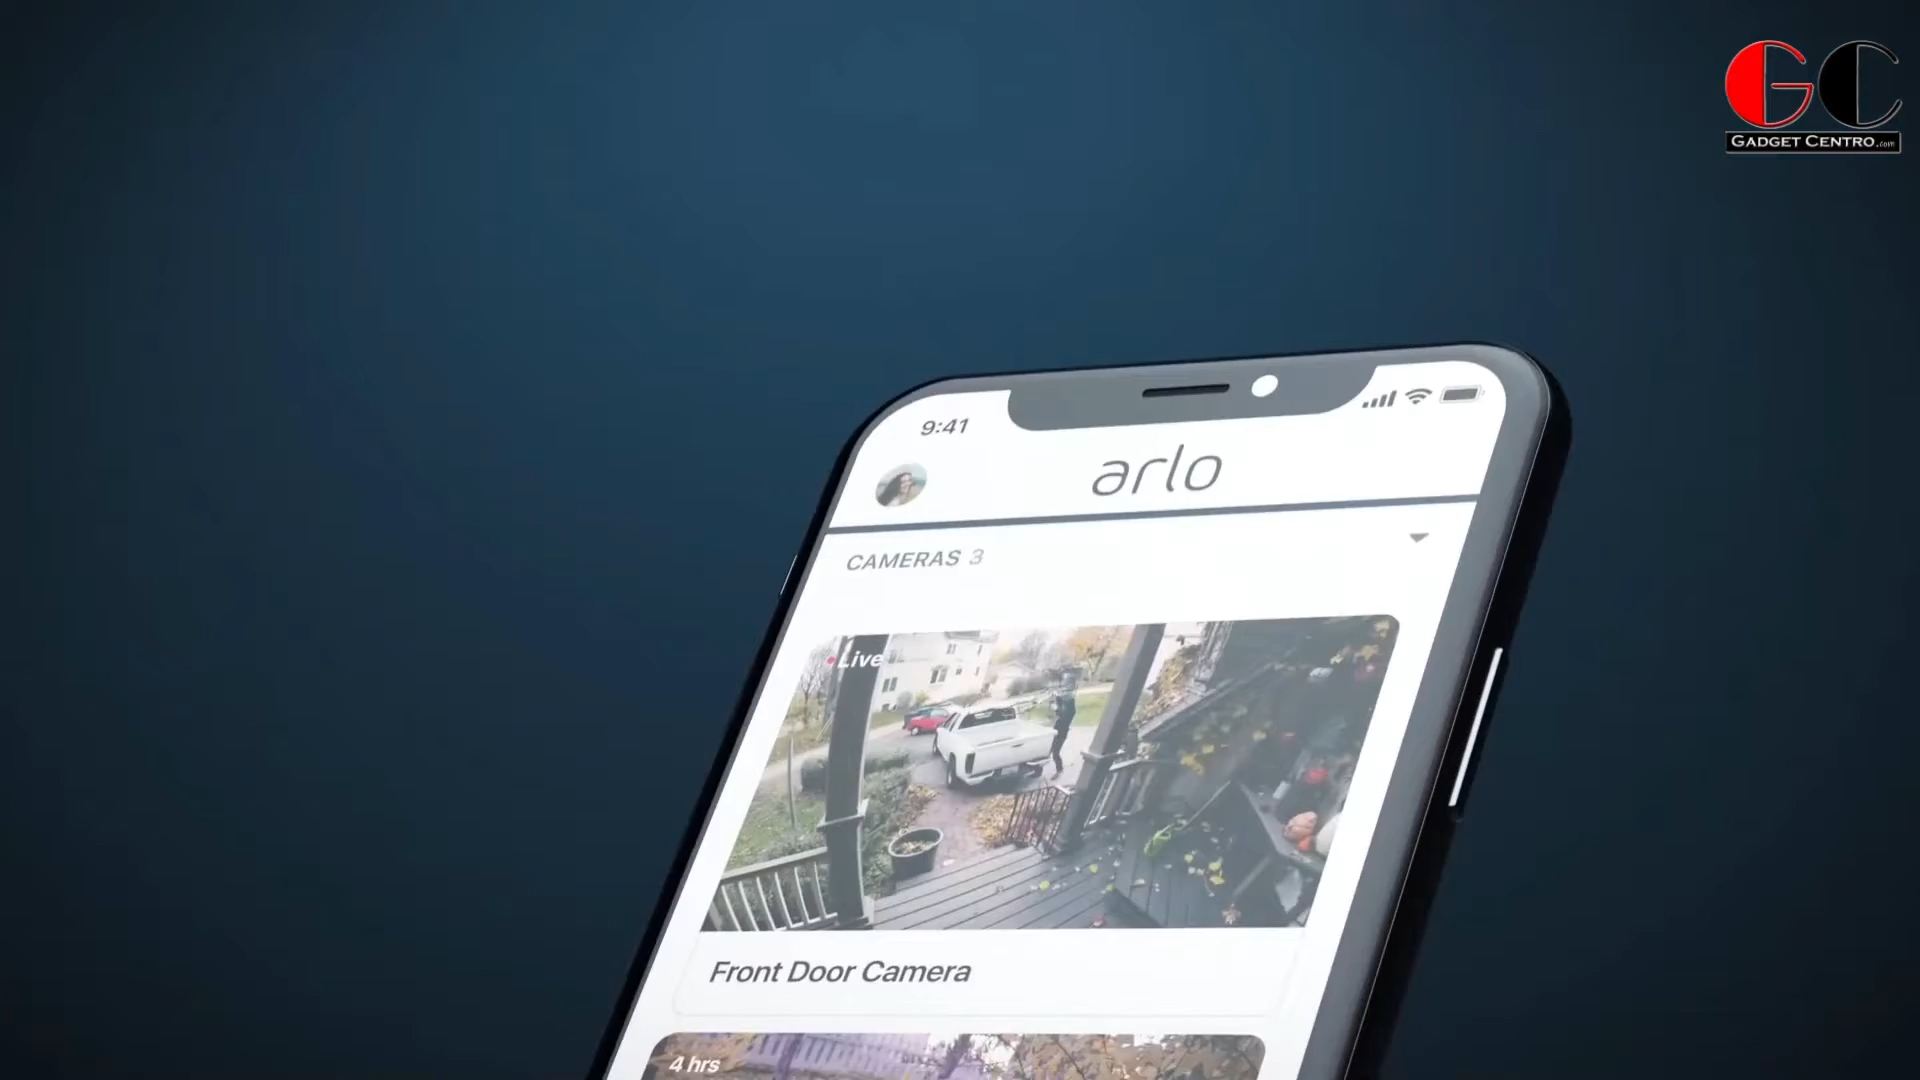 GC
GADGET CENTRO.com
9:41
arlo
CAMERAS 3
Live
Front Door Camera
4 hrs